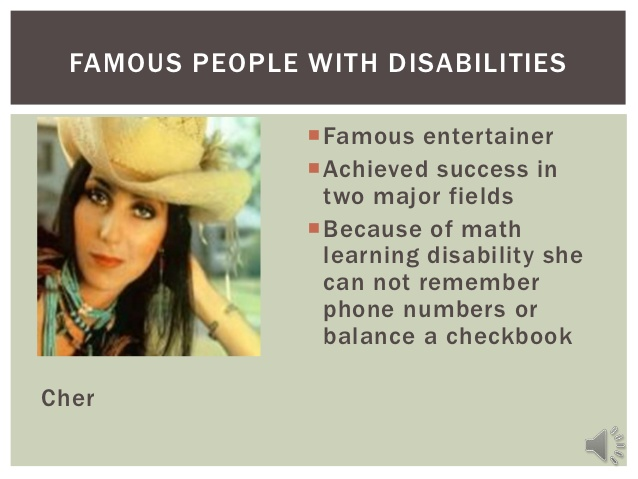 FAMOUS PEOPLE WITH DISABILITIES
Famous entertainer
Achieved success in
two major fields
Because of math
learning disability she
can not remember
phone numbers or
balance a checkbook
Cher